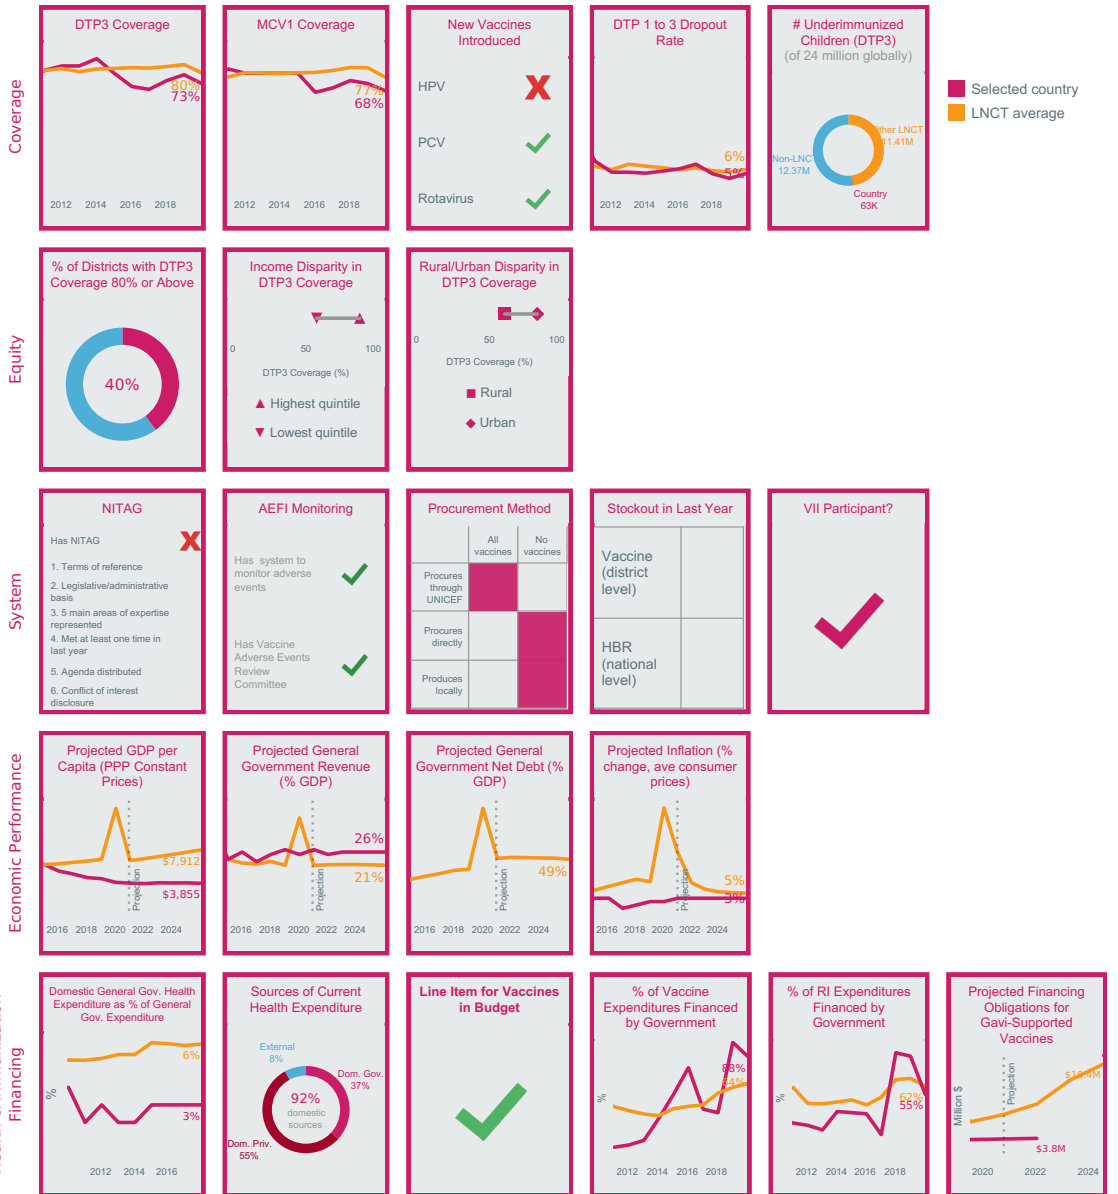 Coverage
DTP3 Coverage
80%
73%
2012 2014 2016 2018
MCV1 Coverage
77%
68%
2012 2014 2016 2018
New Vaccines
Introduced
HPV
PCV
Rotavirus
DTP 1 to 3 Dropout
Rate
6%
5%
2012 2014 2016 2018
# Underimmunized
Children (DTP3)
(of 24 million globally)
Other LNCT
11.41M
Non-LNCT
12.37M
Country
63K
Selected country
LNCT average
Equity
% of Districts with DTP3
Coverage 80% or Above
40%
Income Disparity in
DTP3 Coverage
0 50 100
DTP3 Coverage (%)
Highest quintile
Lowest quintile
Rural/Urban Disparity in
DTP3 Coverage
0 50 100
DTP3 Coverage (%)
Rural
Urban
System
NITAG
Has NITAG
1. Terms of reference
2. Legislative/administrative
basis
3. 5 main areas of expertise
represented
4. Met at least one time in
last year
5. Agenda distributed
6. Conflict of interest
disclosure
AEFI Monitoring
Has system to
monitor adverse
events
Has Vaccine
Adverse Events
Review
Committee
Procurement Method
All
vaccines
No
vaccines
Procures
through
UNICEF
Procures
directly
Produces
locally
Stockout in Last Year
Vaccine
(district
level)
HBR
(national
level)
VII Participant?
Economic Performance
Projected GDP per
Capita (PPP Constant
Prices)
$7,912
$3,855
Projection
2016 2018 2020 2022 2024
Projected General
Government Revenue
(% GDP)
26%
21%
Projection
2016 2018 2020 2022 2024
Projected General
Government Net Debt (%
GDP)
49%
Projection
2016 2018 2020 2022 2024
Projected Inflation (%
change, ave consumer
prices)
5%
3%
Projection
2016 2018 2020 2022 2024
Financing
Domestic General Gov. Health
Expenditure as % of General
Gov. Expenditure
%
6%
3%
2012 2014 2016
Sources of Current
Health Expenditure
External
8%
Dom. Gov.
37%
92%
domestic
sources
Dom. Priv.
55%
Line Item for Vaccines
in Budget
% of Vaccine
Expenditures Financed
by Government
%
88%
64%
2012 2014 2016 2018
% of RI Expenditures
Financed by
Government
%
62%
55%
2012 2014 2016 2018
Projected Financing
Obligations for
Gavi-Supported
Vaccines
Million $
Projection
$3.8M
2020 2022 2024